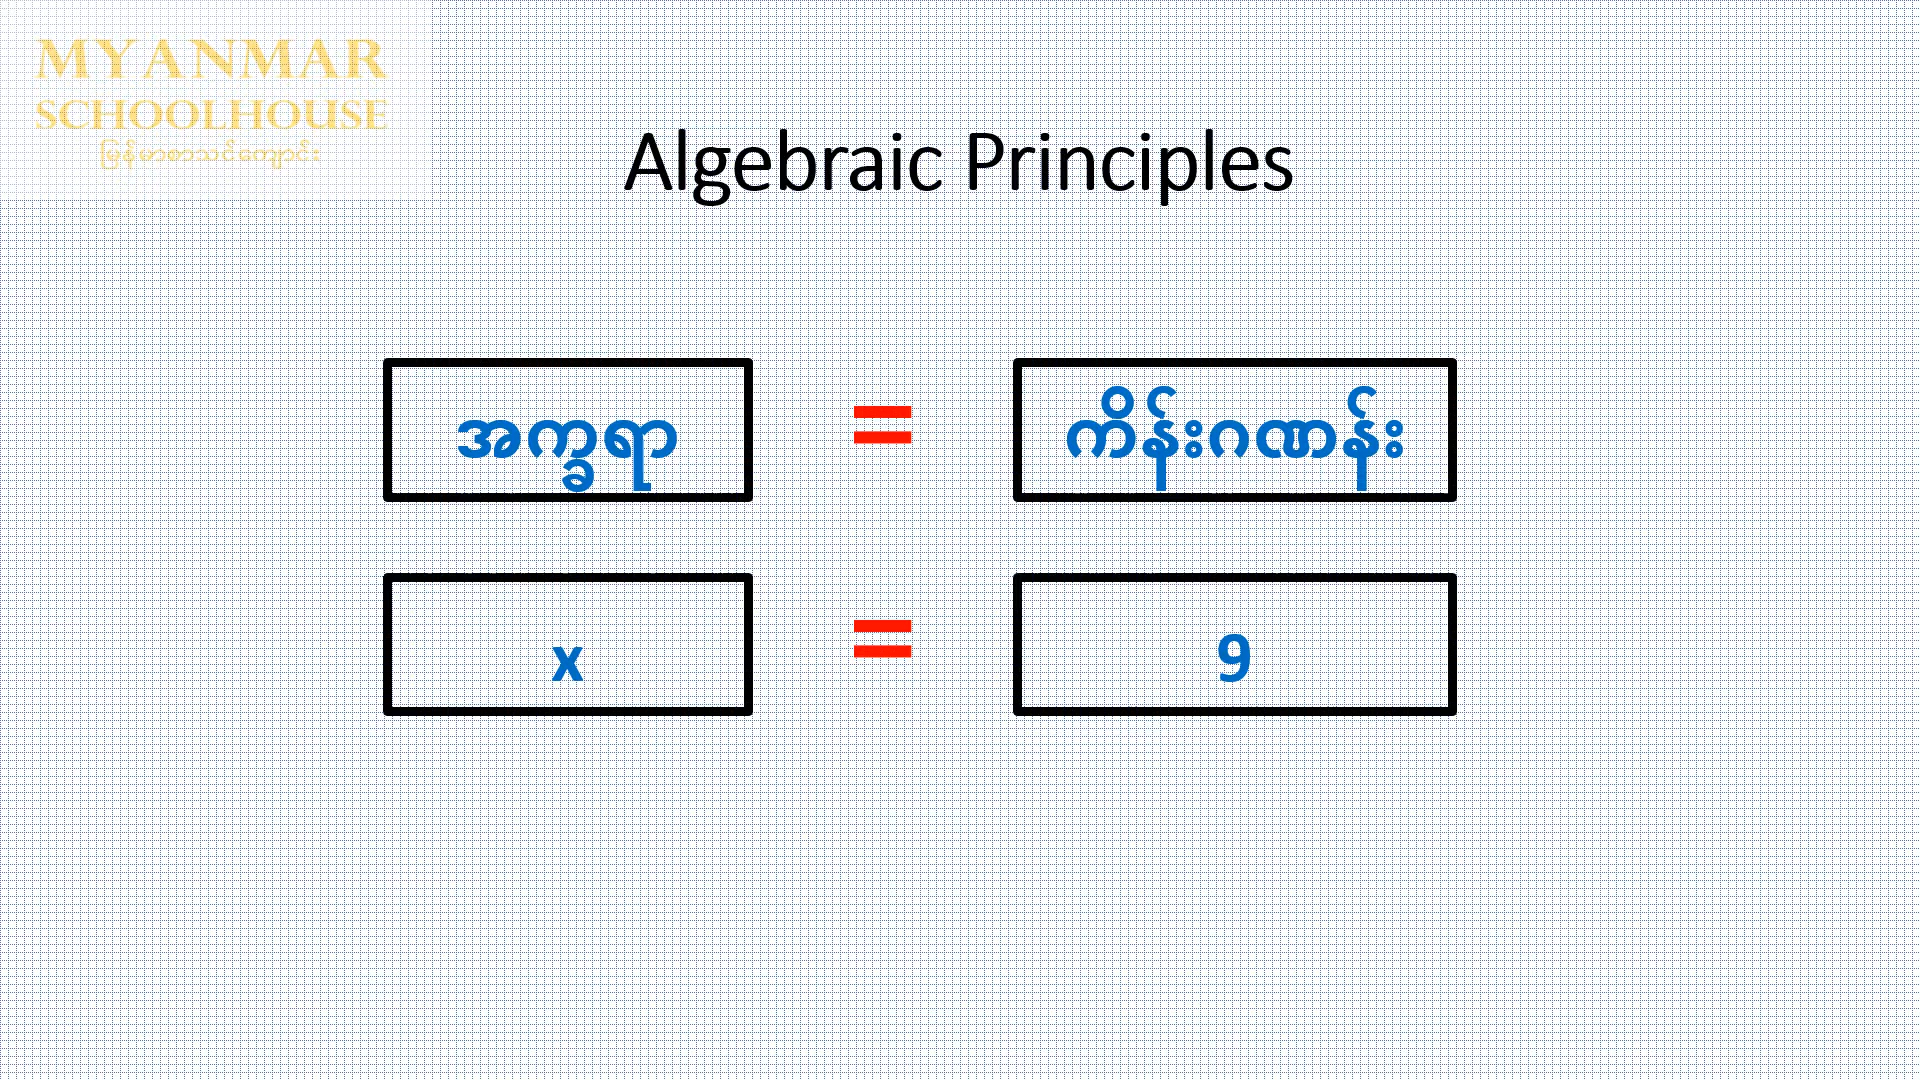 MYANMAR
SCHOOLHOUSE
မြန်မာစာသင်ကျောင်း
Algebraic Principles
အက္ခရာ = ကိန်းဂဏန်း
x = 9